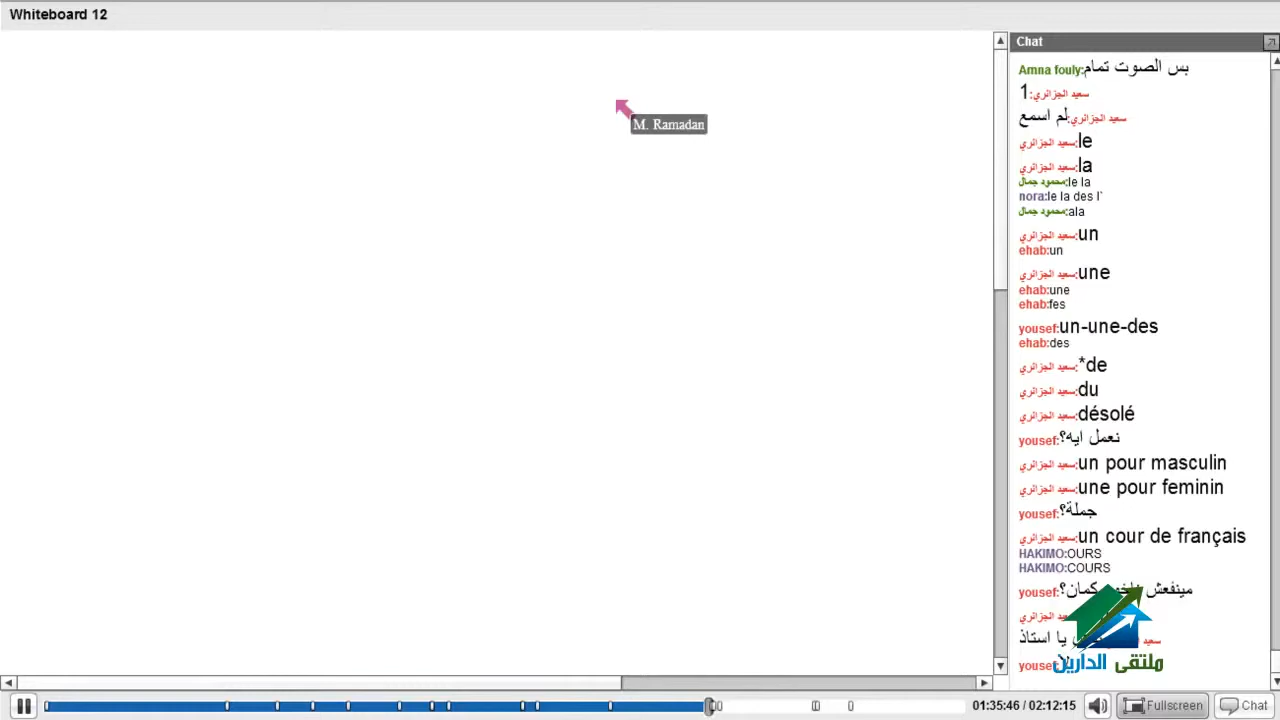 Whiteboard 12
M. Ramadan
Chat
Amna fouly:بس الصوت تمام
سعيد الجزائري:1
سعيد الجزائري:لم اسمع
سعيد الجزائري:le
سعيد الجزائري:la
محمود جمال:le la
nora:le la des l`
محمود جمال:ala
سعيد الجزائري:un
ehab:un
سعيد الجزائري:une
ehab:une
ehab:fes
yousef:un-une-des
ehab:des
سعيد الجزائري:*de
سعيد الجزائري:du
سعيد الجزائري:désolé
yousef:نعمل ايه؟
سعيد الجزائري:un pour masculin
سعيد الجزائري:une pour feminin
yousef:جملة؟
سعيد الجزائري:un cour de français
HAKIMO:OURS
HAKIMO:COURS
yousef:مينفعش كمان؟
يا استاذ
yousef:
ملتقى الدارين
01:35:46 / 02:12:15
Fullscreen
Chat